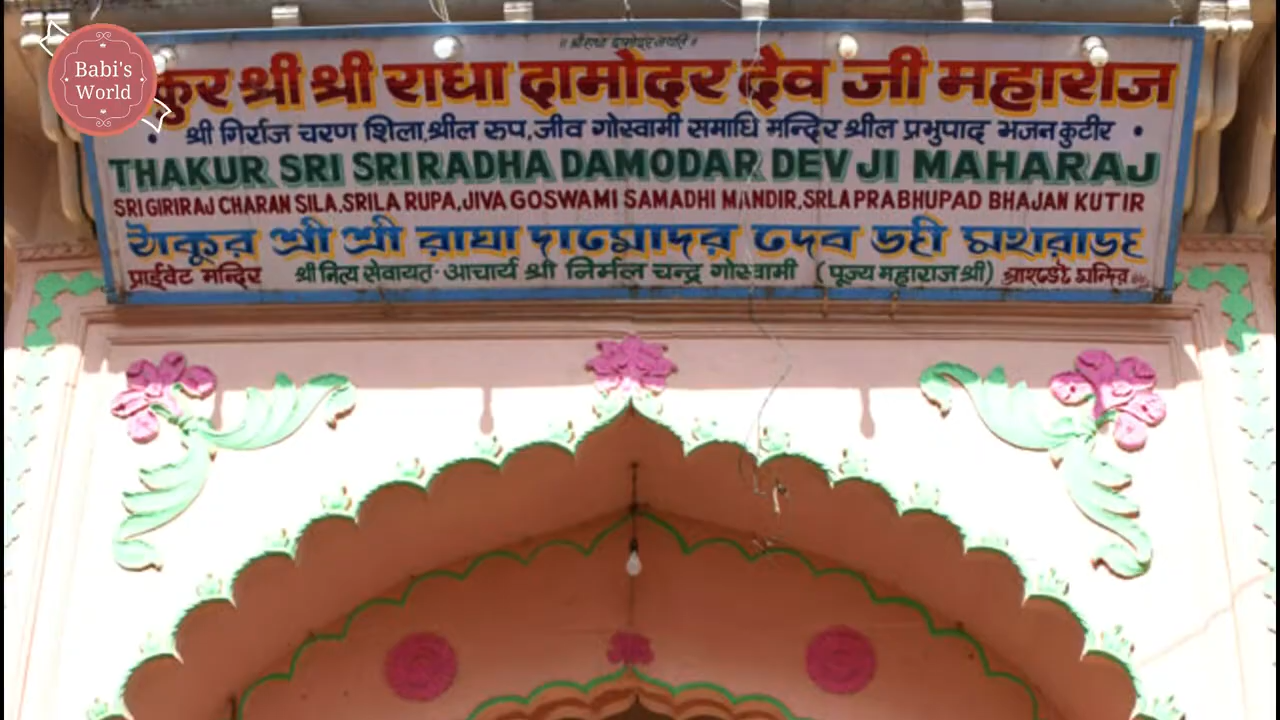 Babi's
World
॥ श्री राधा दामोदर जयति ॥
कुर श्री श्री राधा दामोदर देव जी महाराज
श्री गिर्राज चरण शिला,श्रील रुप,जीव गोस्वामी समाधि मन्दिर श्रील प्रभुपाद भजन कुटीर
THAKUR SRI SRI RADHA DAMODAR DEV JI MAHARAJ
SRI GIRIRAJ CHARAN SILA,SRILA RUPA,JIVA GOSWAMI SAMADHI MANDIR,SRLA PRABHUPAD BHAJAN KUTIR
ঠাকুর শ্রী শ্রী রাঘা দামোদর দেব
प्राईवेट मन्दिर श्री नित्य सेवायत- आचार्य श्री निर्मल चन्द्र गोस्वामी (पूज्य महाराज श्री)